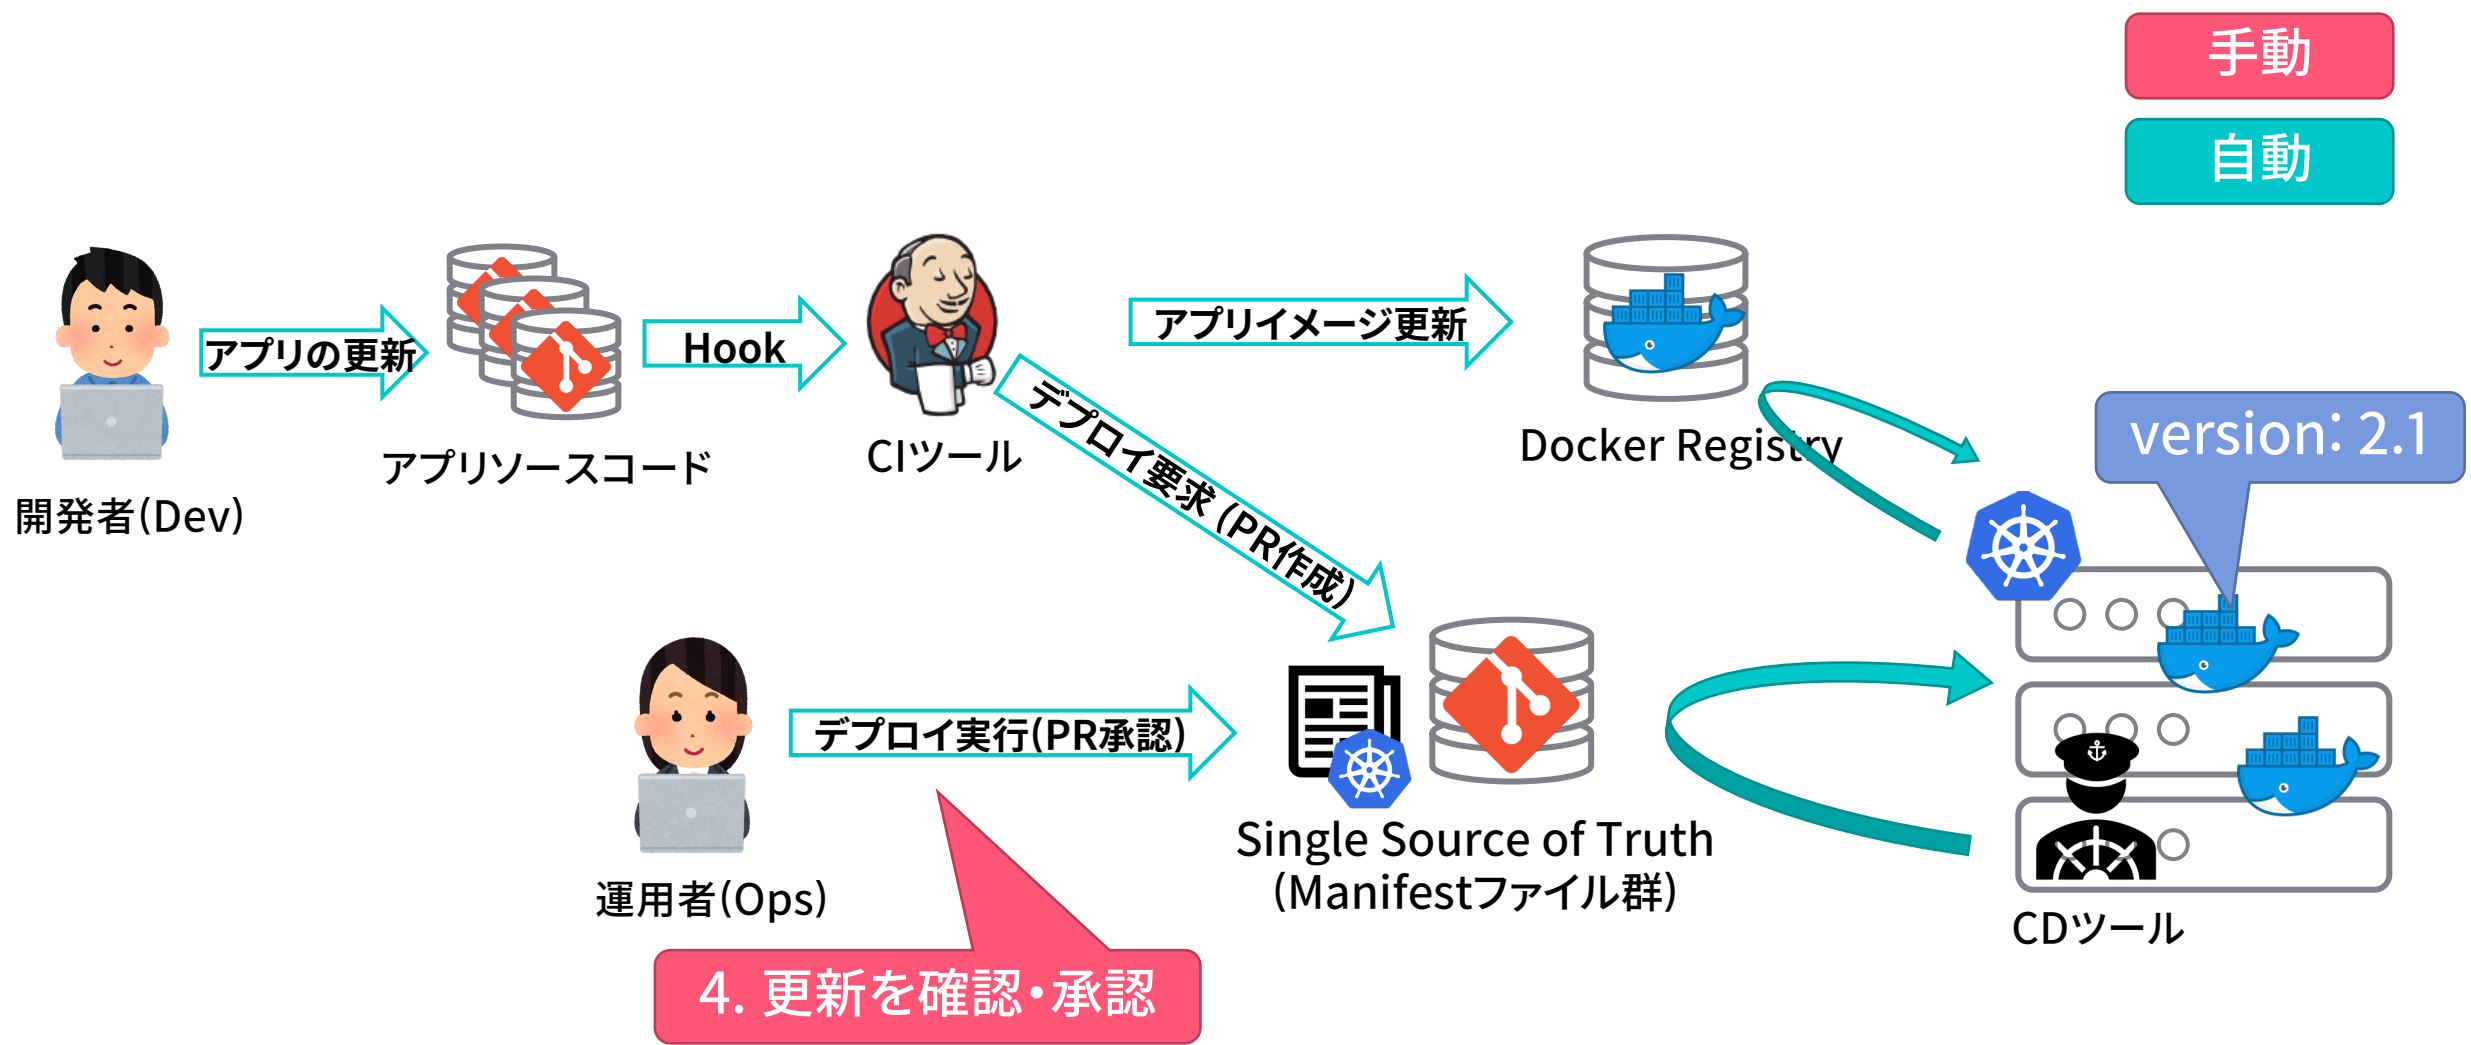 手動
自動
アプリの更新
Hook
アプリイメージ更新
アプリソースコード
CIツール
Docker Registry
version: 2.1
開発者(Dev)
デプロイ要求 (PR作成)
デプロイ実行(PR承認)
Single Source of Truth
(Manifestファイル群)
運用者(Ops)
CDツール
4. 更新を確認・承認